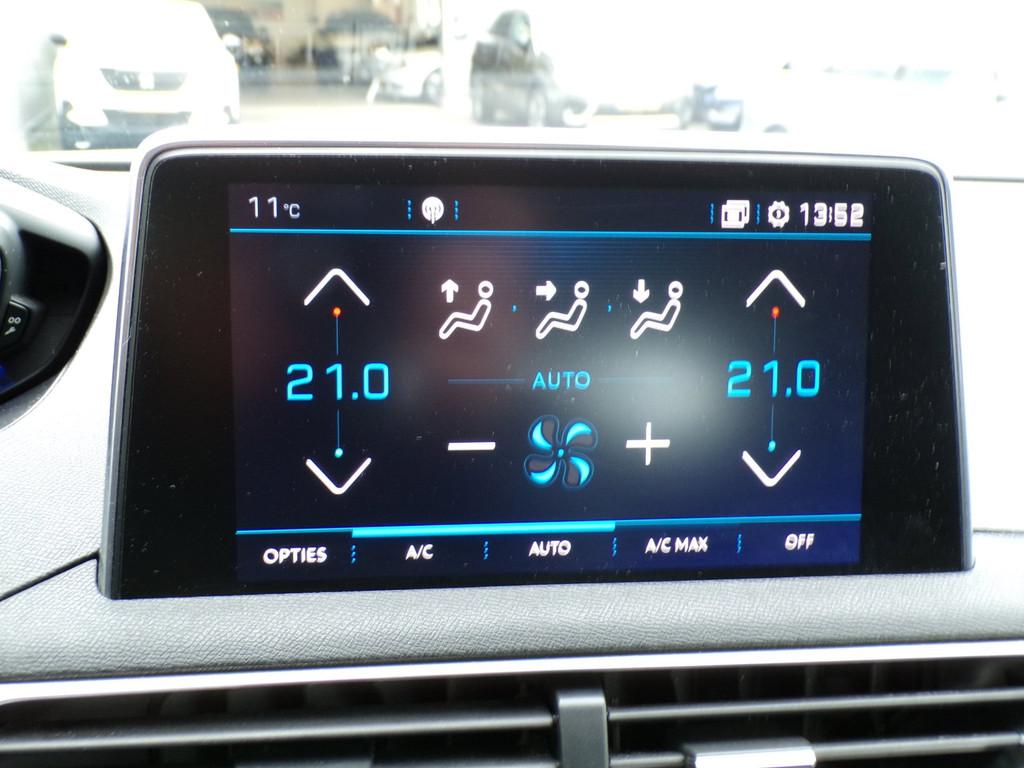 11°C 13:52
21.0 AUTO 21.0
OPTIES A/C AUTO A/C MAX OFF